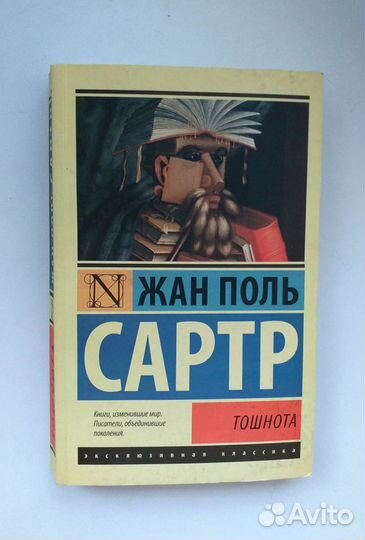 N
ЖАН ПОЛЬ
САРТР
Книги, изменившие мир.
Писатели, объединившие
поколения.
ТОШНОТА
эксклюзивная классика
Avito